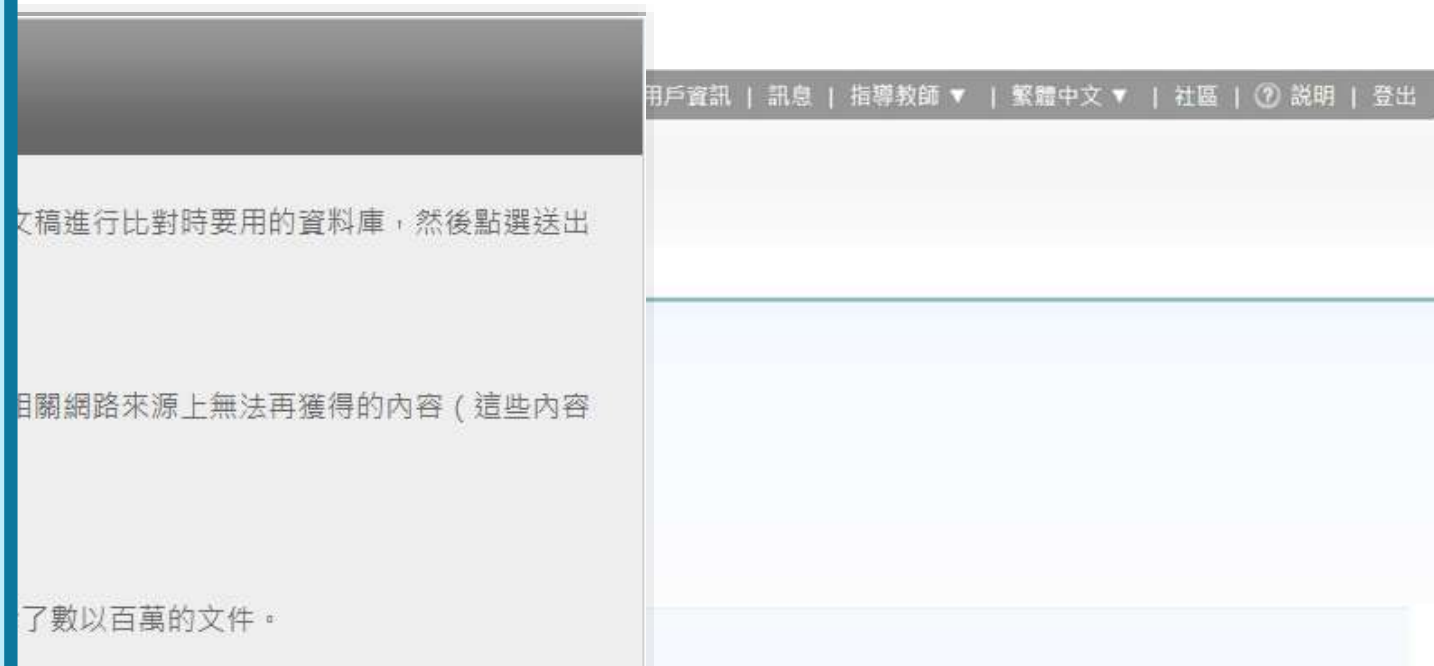 用戶資訊 | 訊息 | 指導教師 ▼ | 繁體中文 ▼ | 社區 | ? 說明 | 登出
文稿進行比對時要用的資料庫，然後點選送出
相關網路來源上無法再獲得的內容 ( 這些內容
了數以百萬的文件。